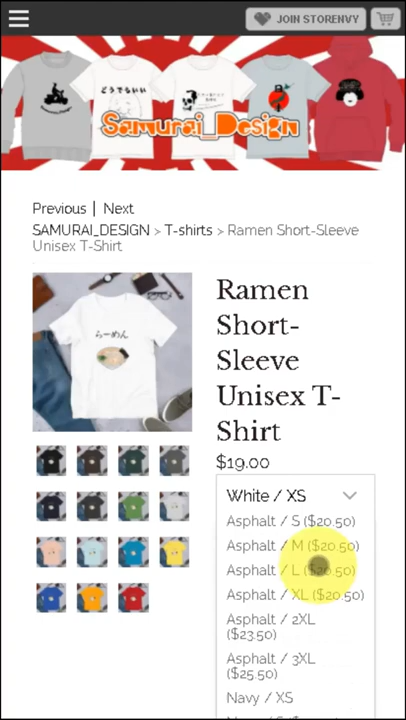 JOIN STORENVY
どうでもいい
Samurai_Design
Previous | Next
SAMURAI_DESIGN > T-shirts > Ramen Short-Sleeve
Unisex T-Shirt
らーめん
Ramen
Short-
Sleeve
Unisex T-
Shirt
$19.00
White / XS
Asphalt / S ($20.50)
Asphalt / M ($20.50)
Asphalt / L ($20.50)
Asphalt / XL ($20.50)
Asphalt / 2XL
($23.50)
Asphalt / 3XL
($25.50)
Navy / XS